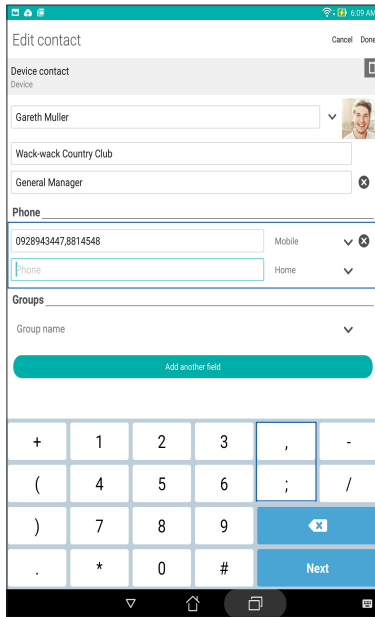 6:09 AM
Edit contact Cancel Done
Device contact
Device
Gareth Muller
Wack-wack Country Club
General Manager
Phone
0928943447,8814548 Mobile
Phone Home
Groups
Group name
Add another field
+ 1 2 3 , -
( 4 5 6 ; /
) 7 8 9
. * 0 # Next